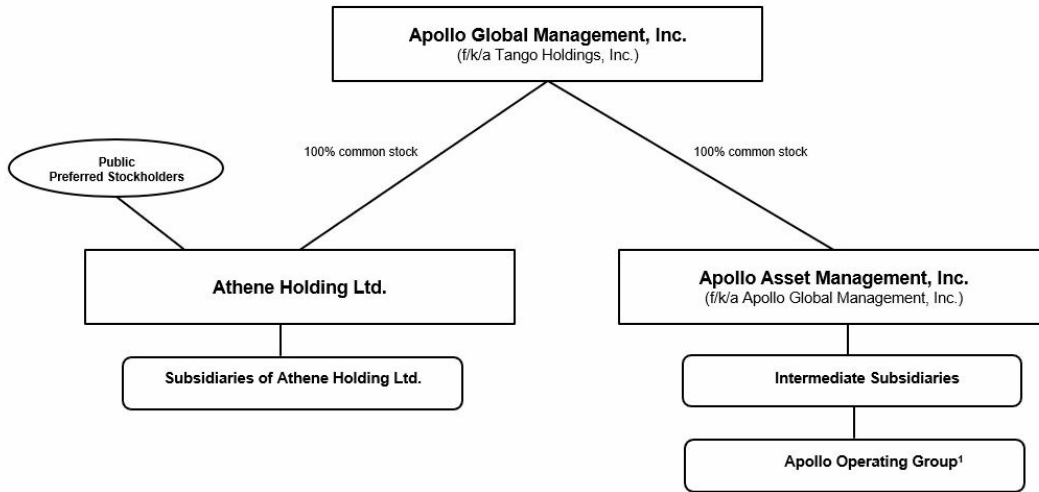 Apollo Global Management, Inc.
(f/k/a Tango Holdings, Inc.)
100% common stock
100% common stock
Public
Preferred Stockholders
Athene Holding Ltd.
Apollo Asset Management, Inc.
(f/k/a Apollo Global Management, Inc.)
Subsidiaries of Athene Holding Ltd.
Intermediate Subsidiaries
Apollo Operating Group¹